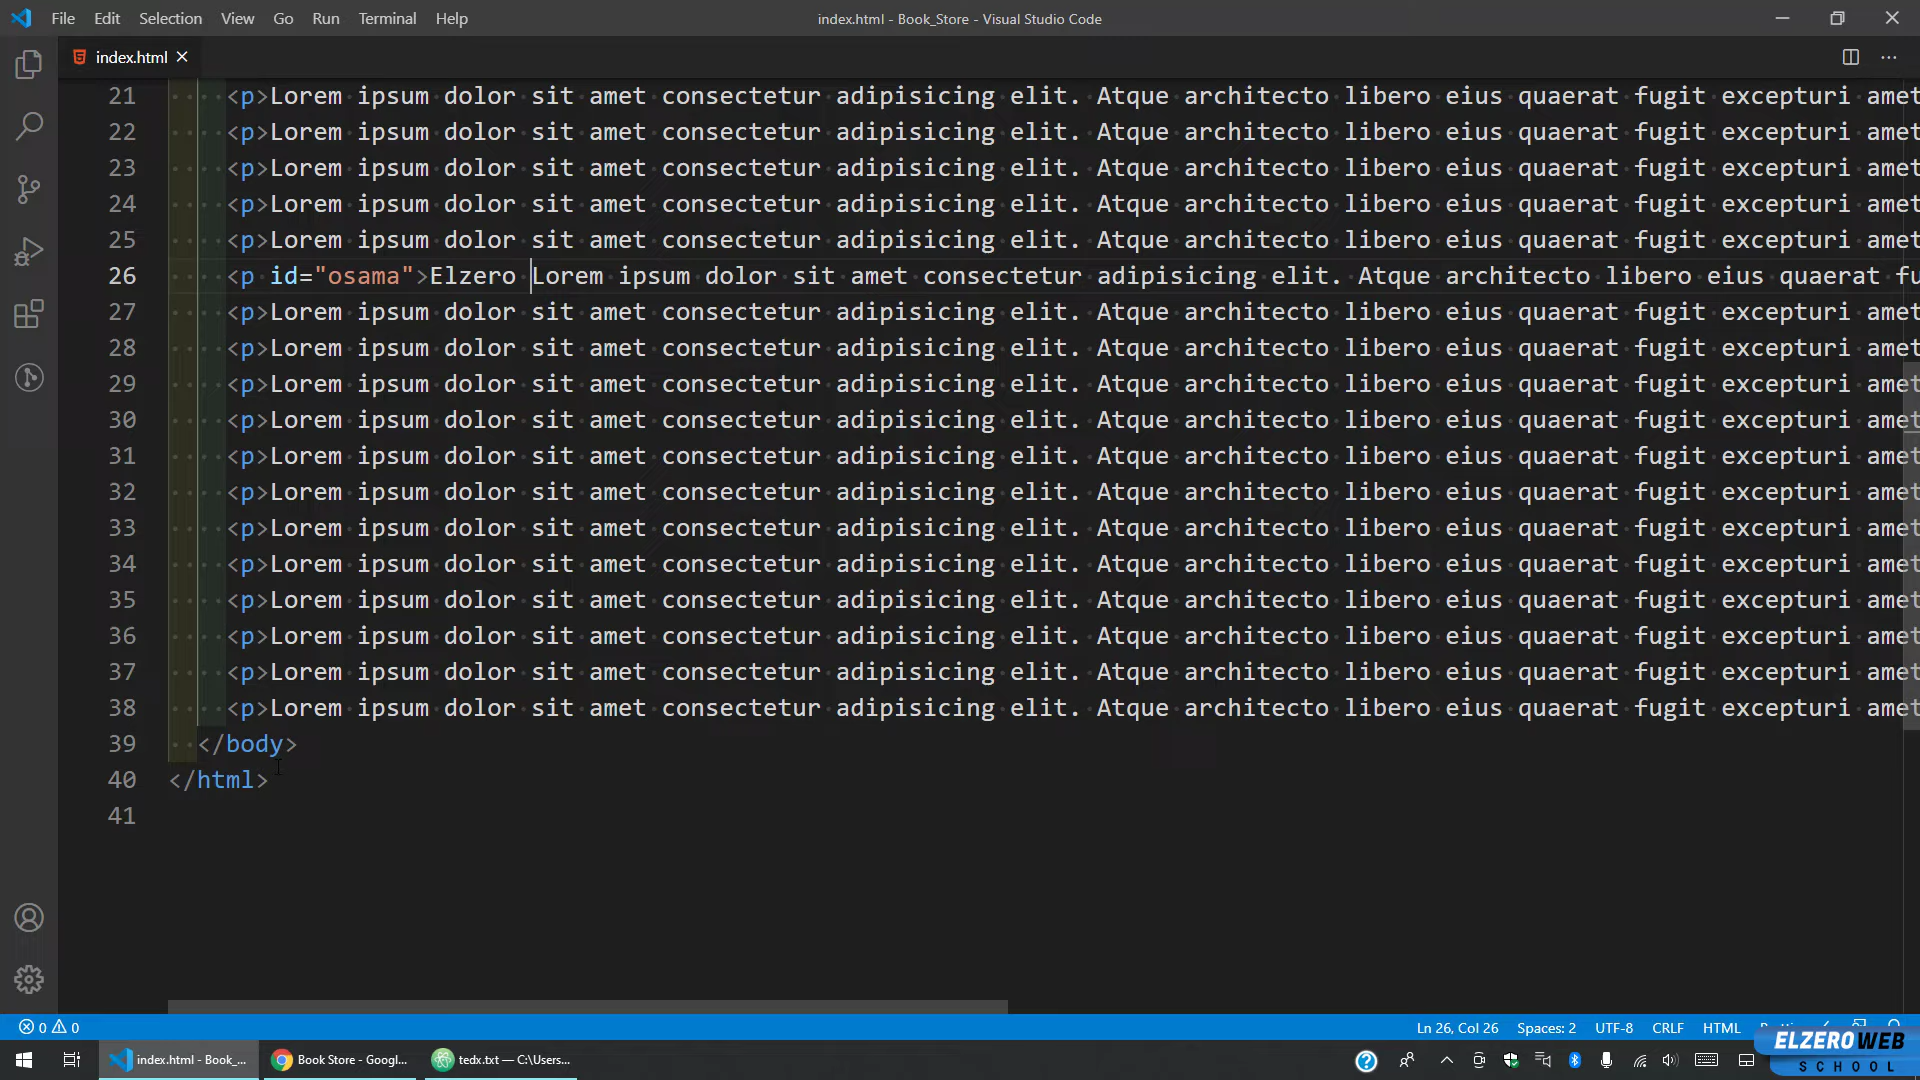 File Edit Selection View Go Run Terminal Help
index.html - Book_Store - Visual Studio Code
index.html
21 <p>Lorem ipsum dolor sit amet consectetur adipisicing elit. Atque architecto libero eius quaerat fugit excepturi amet
22 <p>Lorem ipsum dolor sit amet consectetur adipisicing elit. Atque architecto libero eius quaerat fugit excepturi amet
23 <p>Lorem ipsum dolor sit amet consectetur adipisicing elit. Atque architecto libero eius quaerat fugit excepturi amet
24 <p>Lorem ipsum dolor sit amet consectetur adipisicing elit. Atque architecto libero eius quaerat fugit excepturi amet
25 <p>Lorem ipsum dolor sit amet consectetur adipisicing elit. Atque architecto libero eius quaerat fugit excepturi amet
26 <p id="osama">Elzero Lorem ipsum dolor sit amet consectetur adipisicing elit. Atque architecto libero eius quaerat fu
27 <p>Lorem ipsum dolor sit amet consectetur adipisicing elit. Atque architecto libero eius quaerat fugit excepturi amet
28 <p>Lorem ipsum dolor sit amet consectetur adipisicing elit. Atque architecto libero eius quaerat fugit excepturi amet
29 <p>Lorem ipsum dolor sit amet consectetur adipisicing elit. Atque architecto libero eius quaerat fugit excepturi amet
30 <p>Lorem ipsum dolor sit amet consectetur adipisicing elit. Atque architecto libero eius quaerat fugit excepturi amet
31 <p>Lorem ipsum dolor sit amet consectetur adipisicing elit. Atque architecto libero eius quaerat fugit excepturi amet
32 <p>Lorem ipsum dolor sit amet consectetur adipisicing elit. Atque architecto libero eius quaerat fugit excepturi amet
33 <p>Lorem ipsum dolor sit amet consectetur adipisicing elit. Atque architecto libero eius quaerat fugit excepturi amet
34 <p>Lorem ipsum dolor sit amet consectetur adipisicing elit. Atque architecto libero eius quaerat fugit excepturi amet
35 <p>Lorem ipsum dolor sit amet consectetur adipisicing elit. Atque architecto libero eius quaerat fugit excepturi amet
36 <p>Lorem ipsum dolor sit amet consectetur adipisicing elit. Atque architecto libero eius quaerat fugit excepturi amet
37 <p>Lorem ipsum dolor sit amet consectetur adipisicing elit. Atque architecto libero eius quaerat fugit excepturi amet
38 <p>Lorem ipsum dolor sit amet consectetur adipisicing elit. Atque architecto libero eius quaerat fugit excepturi amet
39 </body>
40 </html>
41
0 0 Ln 26, Col 26 Spaces: 2 UTF-8 CRLF HTML
index.html - Book_... Book Store - Googl... tedx.txt — C:\Users...
ELZEROWEB
SCHOOL